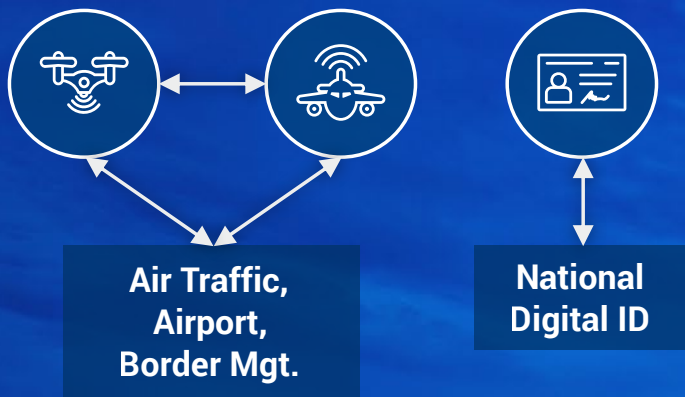 Air Traffic,
Airport,
Border Mgt.
National
Digital ID